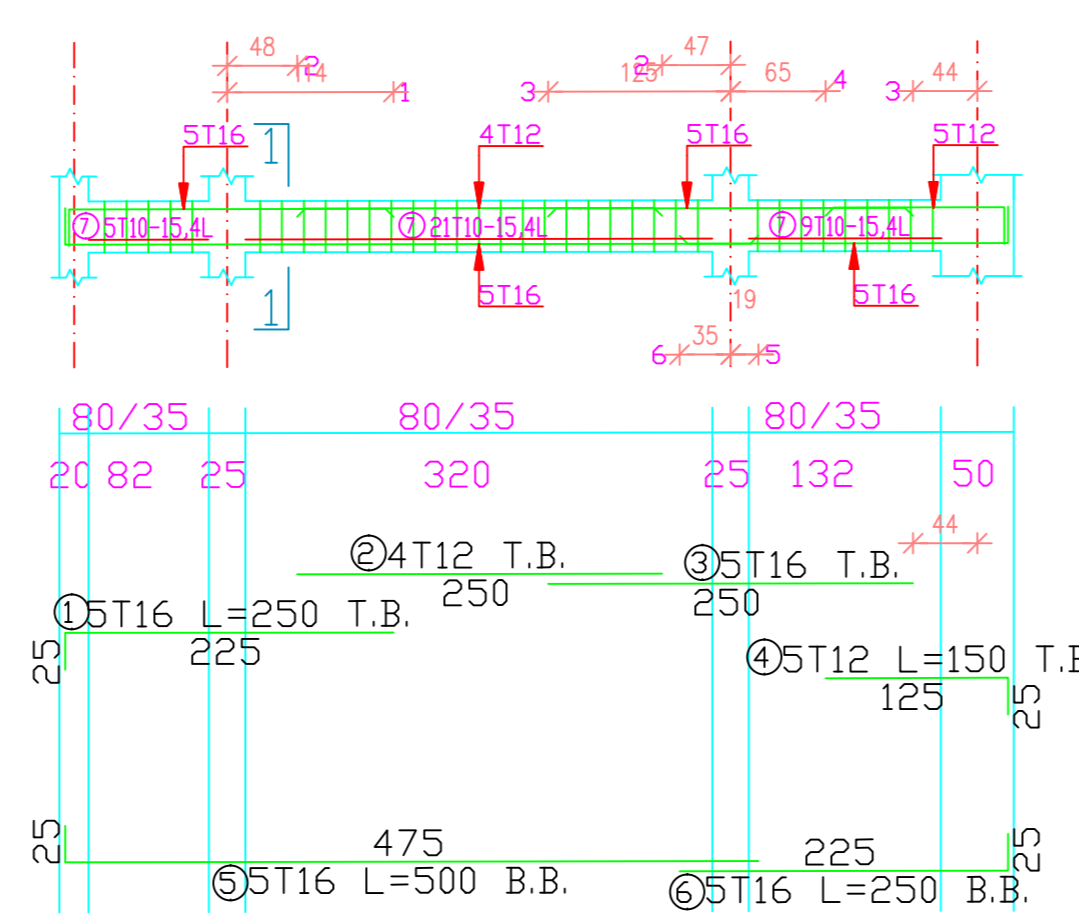 48 47
2 2
114 125 65 44
1 3 4 3
5T16 4T12 5T16 5T12
1
⑦5T10-15,4L ⑦21T10-15,4L ⑦9T10-15,4L
1 5T16 5T16
19
35
6 5
80/35 80/35 80/35
20 82 25 320 25 132 50
44
②4T12 T.B. ③5T16 T.B.
250 250
①5T16 L=250 T.B.
25 225
④5T12 L=150 T.B
125 25
475
25 225 25
⑤5T16 L=500 B.B. ⑥5T16 L=250 B.B.